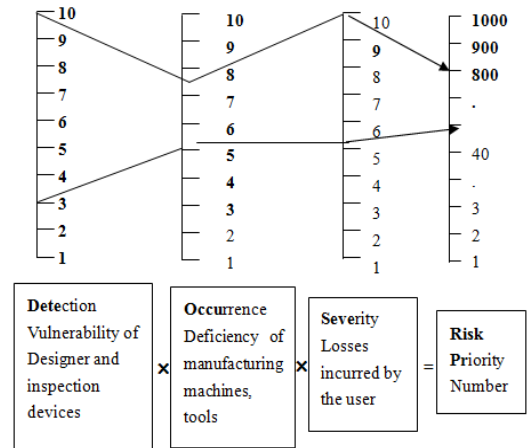 10
9
8
7
6
5
4
3
2
1
10
9
8
7
6
5
4
3
2
1
10
9
8
7
6
5
4
3
2
1
1000
900
800
.
40
.
3
2
1
Detection
Vulnerability of
Designer and
inspection
devices
×
Occurrence
Deficiency of
manufacturing
machines,
tools
×
Severity
Losses
incurred by
the user
=
Risk
Priority
Number